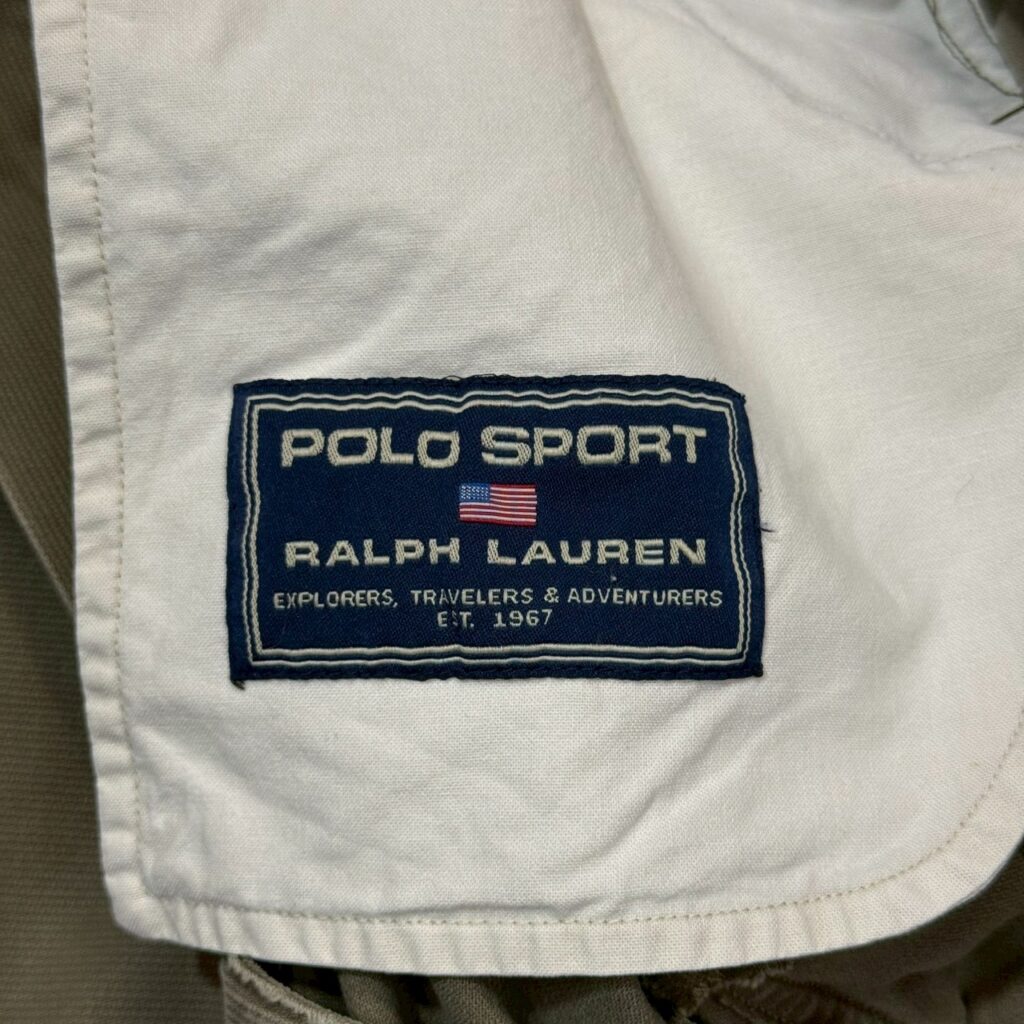 POLO SPORT
RALPH LAUREN
EXPLORERS, TRAVELERS & ADVENTURERS
EST. 1967